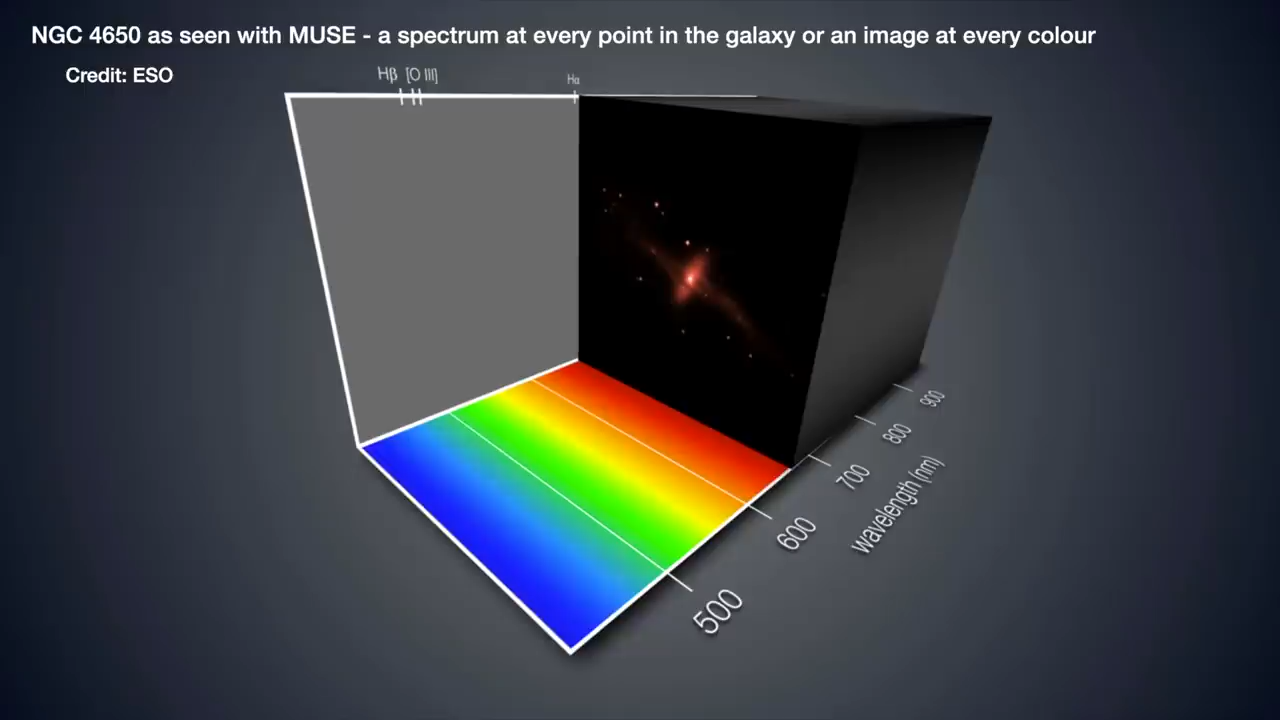 NGC 4650 as seen with MUSE - a spectrum at every point in the galaxy or an image at every colour
Credit: ESO
Hβ [O III] Hα
900
800
700
600
500
wavelength (nm)